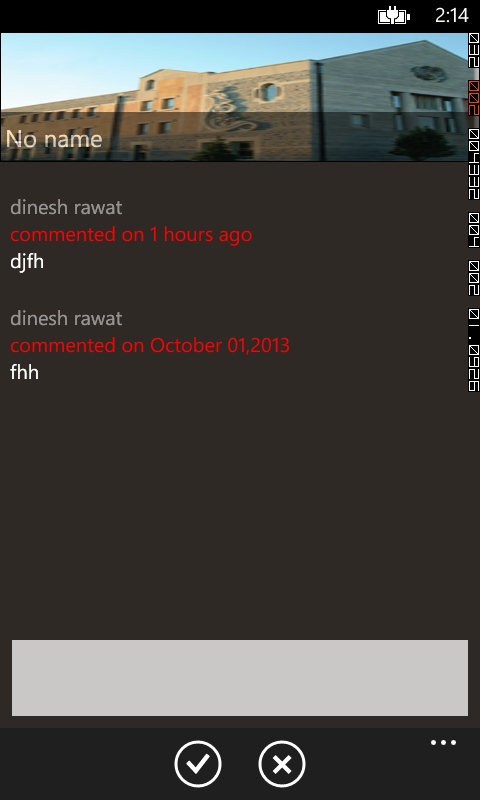 2:14
No name
dinesh rawat
commented on 1 hours ago
djfh
dinesh rawat
commented on October 01,2013
fhh